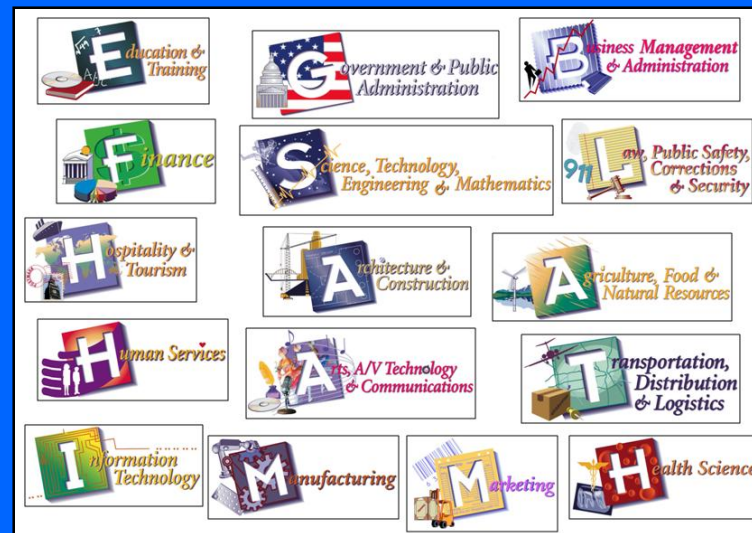 Education &
Training
Government & Public
Administration
Business Management
& Administration
Finance
Science, Technology,
Engineering & Mathematics
911
Law, Public Safety,
Corrections
& Security
Hospitality &
Tourism
Architecture &
Construction
Agriculture, Food &
Natural Resources
Human Services
Arts, A/V Technology
& Communications
Transportation,
Distribution
& Logistics
Information
Technology
Manufacturing
Marketing
Health Science